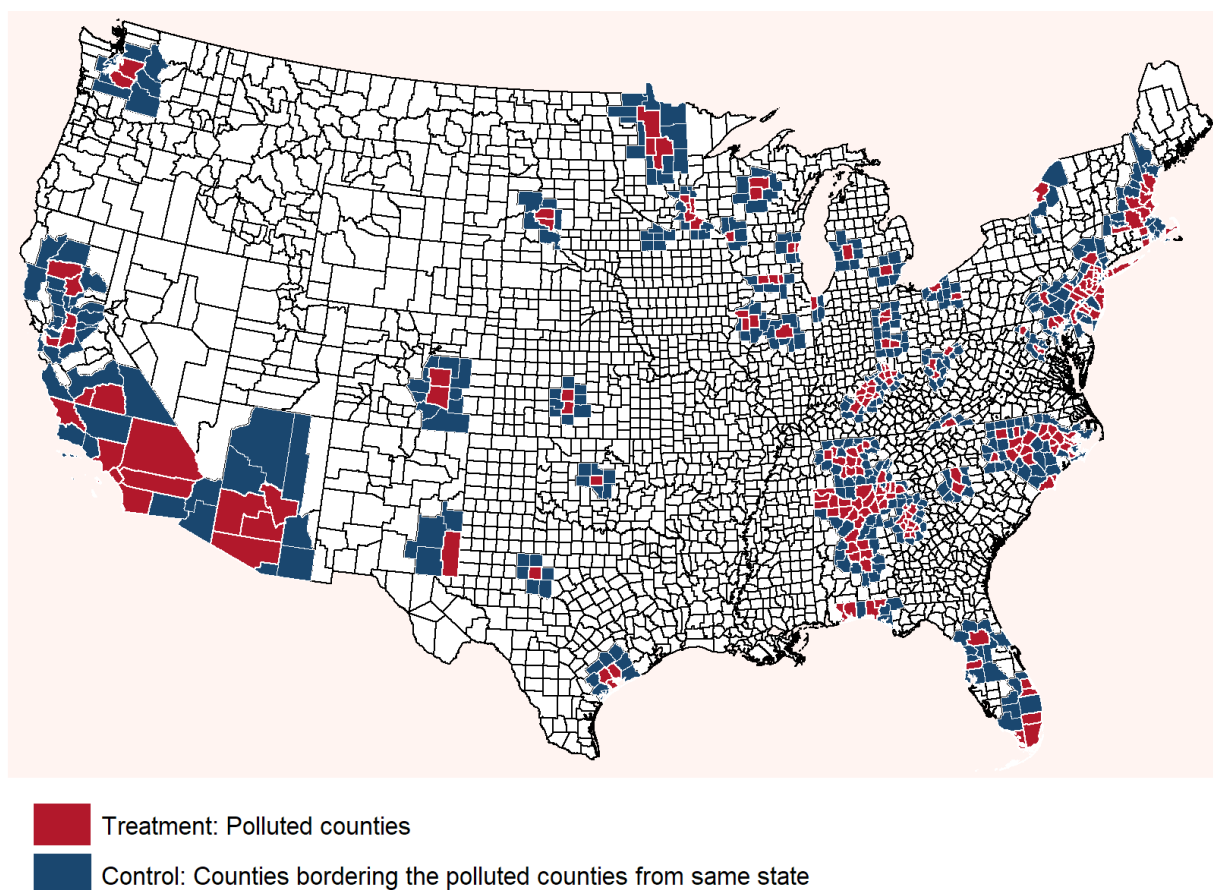 Treatment: Polluted counties
Control: Counties bordering the polluted counties from same state